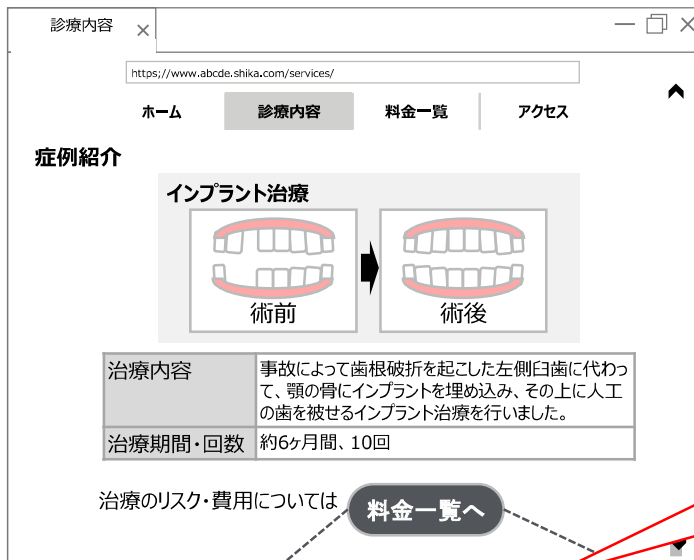 診療内容
https://www.abcde.shika.com/services/
ホーム 診療内容 料金一覧 アクセス
症例紹介
インプラント治療
術前 術後
治療内容 事故によって歯根破折を起こした左側臼歯に代わっ
て、顎の骨にインプラントを埋め込み、その上に人工
の歯を被せるインプラント治療を行いました。
治療期間・回数 約6ヶ月間、10回
治療のリスク・費用については 料金一覧へ